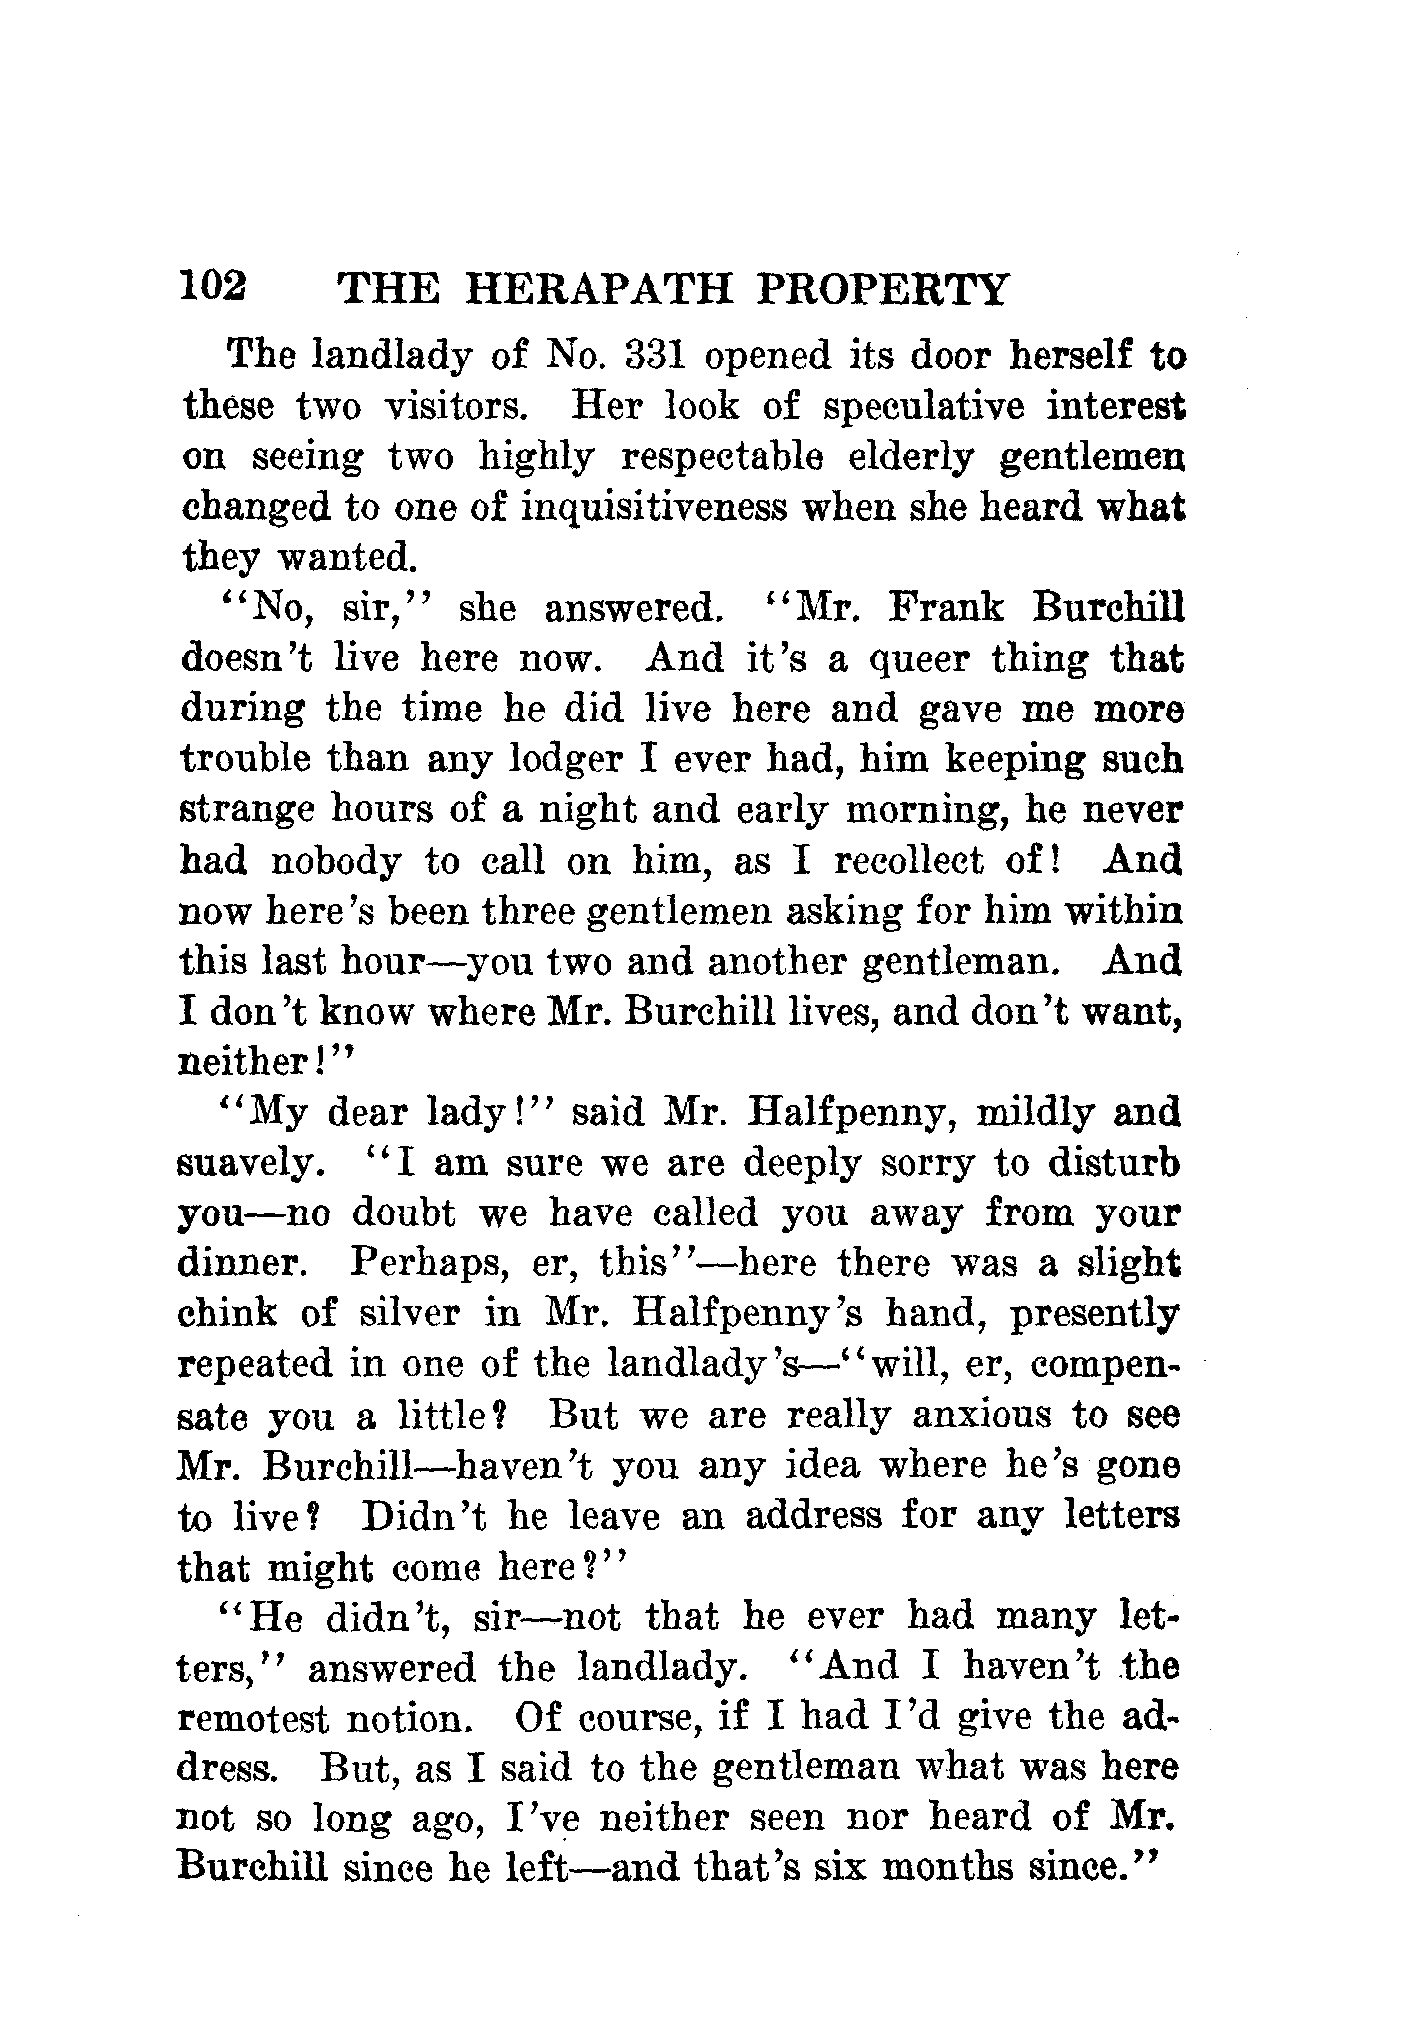 102 THE HERAPATH PROPERTY
The landlady of No. 331 opened its door herself to
these two visitors. Her look of speculative interest
on seeing two highly respectable elderly gentlemen
changed to one of inquisitiveness when she heard what
they wanted.
"No, sir," she answered. "Mr. Frank Burchill
doesn't live here now. And it's a queer thing that
during the time he did live here and gave me more
trouble than any lodger I ever had, him keeping such
strange hours of a night and early morning, he never
had nobody to call on him, as I recollect of! And
now here's been three gentlemen asking for him within
this last hour—you two and another gentleman. And
I don't know where Mr. Burchill lives, and don't want,
neither!"
"My dear lady!" said Mr. Halfpenny, mildly and
suavely. "I am sure we are deeply sorry to disturb
you—no doubt we have called you away from your
dinner. Perhaps, er, this"—here there was a slight
chink of silver in Mr. Halfpenny's hand, presently
repeated in one of the landlady's—"will, er, compen-
sate you a little? But we are really anxious to see
Mr. Burchill—haven't you any idea where he's gone
to live? Didn't he leave an address for any letters
that might come here?"
"He didn't, sir—not that he ever had many let-
ters," answered the landlady. "And I haven't the
remotest notion. Of course, if I had I'd give the ad-
dress. But, as I said to the gentleman what was here
not so long ago, I've neither seen nor heard of Mr.
Burchill since he left—and that's six months since."